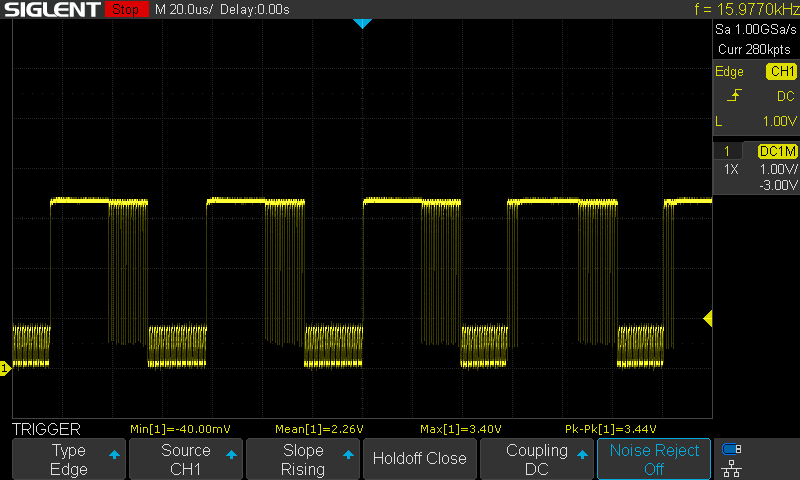 SIGLENT Stop M 20.0us/ Delay:0.00s f = 15.9770kHz
Sa 1.00GSa/s
Curr 280kpts
Edge CH1
DC
L 1.00V
1 DC1M
1X 1.00V/
-3.00V
1
TRIGGER Min[1]=-40.00mV Mean[1]=2.26V Max[1]=3.40V Pk-Pk[1]=3.44V
Type Source Slope Holdoff Close Coupling Noise Reject
Edge CH1 Rising DC Off